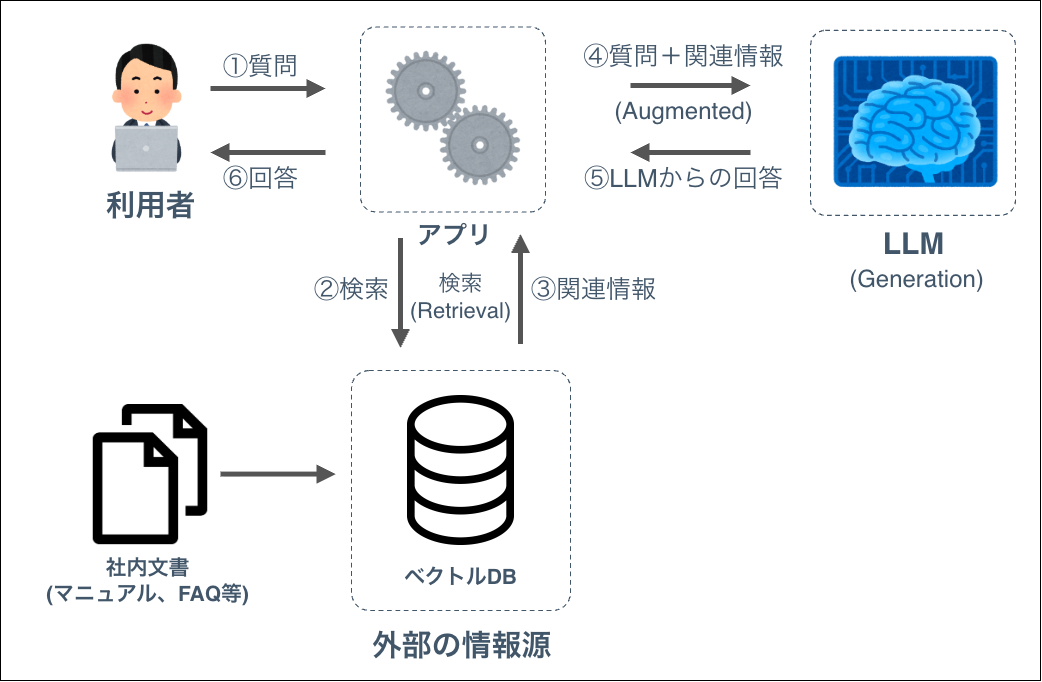 ①質問
⑥回答
利用者
アプリ
④質問＋関連情報
(Augmented)
⑤LLMからの回答
LLM
(Generation)
②検索
検索
(Retrieval)
③関連情報
社内文書
(マニュアル、FAQ等)
ベクトルDB
外部の情報源